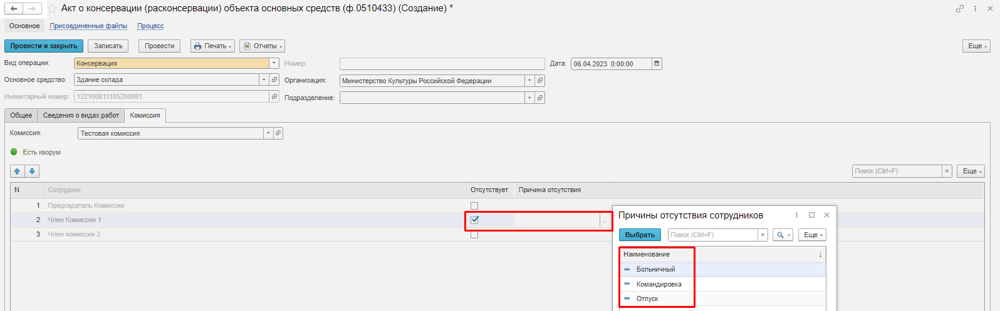 Акт о консервации (расконсервации) объекта основных средств (ф.0510433) (Создание) *
Основное Присоединенные файлы Процесс
Провести и закрыть Записать Провести Печать Отчеты Еще
Вид операции: Консервация Номер: Дата: 06.04.2023 0:00:00
Основное средство: Здание склада Организация: Министерство Культуры Российской Федерации
Инвентарный номер: 122100011105200001 Подразделение:
Общее Сведения о видах работ Комиссия
Комиссия: Тестовая комиссия
Есть кворум
Поиск (Ctrl+F) × Еще
N Сотрудник Отсутствует Причина отсутствия
1 Председатель Комиссии
2 Член Комиссии 1 ...
3 Член комиссии 2
Причины отсутствия сотрудников
Выбрать Поиск (Ctrl+F) × Еще
Наименование ↓
Больничный
Командировка
Отпуск